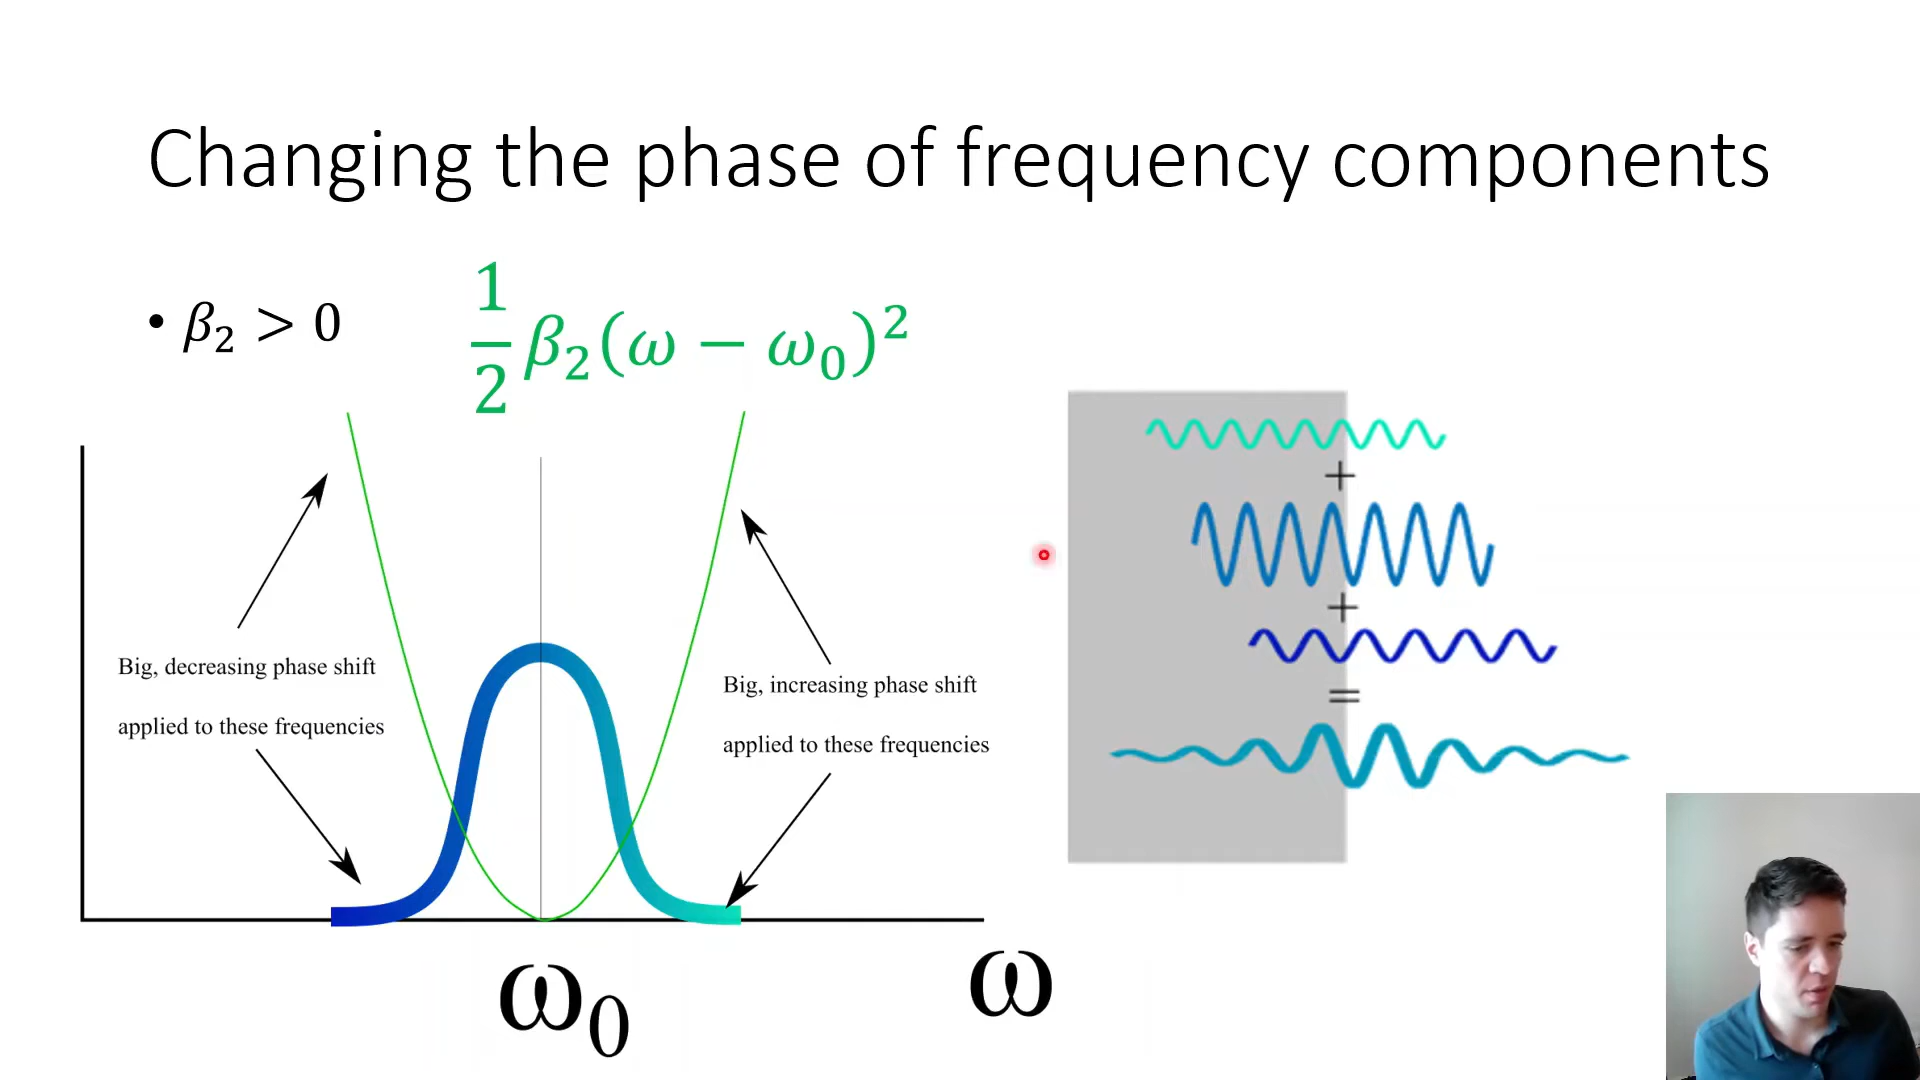 Changing the phase of frequency components
• β₂ > 0
1/2 β₂(ω − ω₀)²
Big, decreasing phase shift
applied to these frequencies
Big, increasing phase shift
applied to these frequencies
+
+
=
ω₀
ω